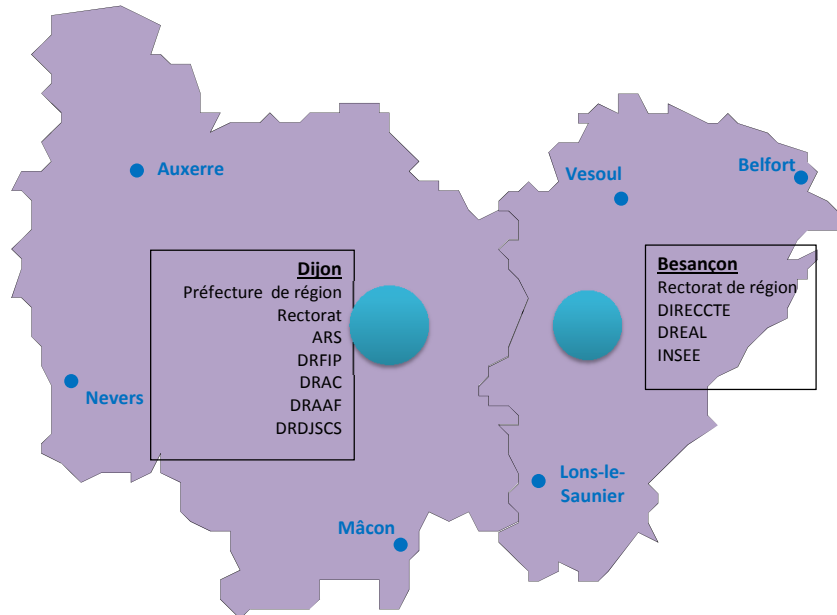 Auxerre
Vesoul
Belfort
Dijon
Préfecture de région
Rectorat
ARS
DRFIP
DRAC
DRAAF
DRDJSCS
Besançon
Rectorat de région
DIRECCTE
DREAL
INSEE
Nevers
Lons-le-
Saunier
Mâcon